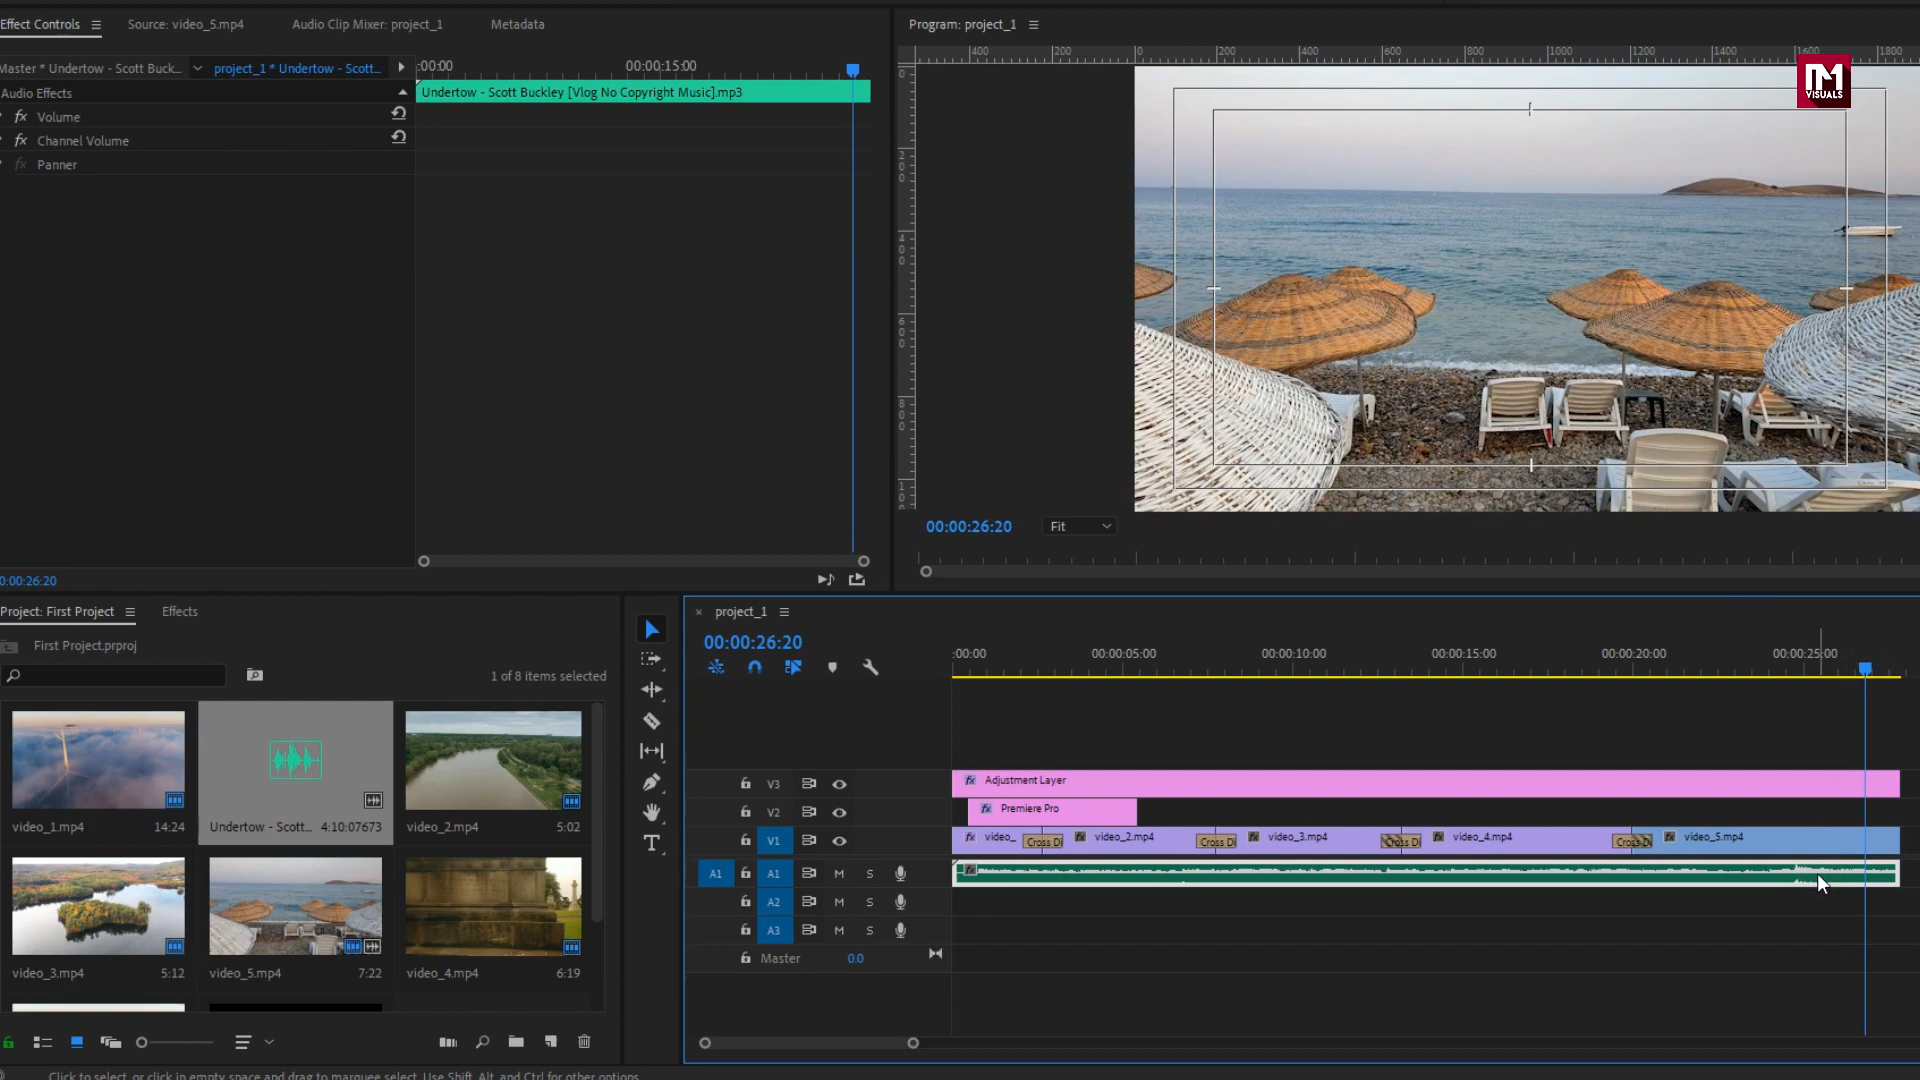 Effect Controls
Source: video_5.mp4
Audio Clip Mixer: project_1
Metadata
Master * Undertow - Scott Buck...
project_1 * Undertow - Scott...
:00:00
00:00:15:00
Audio Effects
Undertow - Scott Buckley [Vlog No Copyright Music].mp3
fx Volume
fx Channel Volume
fx Panner
0:00:26:20
Program: project_1
400 200 0 200 400 600 800 1000 1200 1400 1600 1800
M VISUALS
00:00:26:20
Fit
Project: First Project
Effects
First Project.prproj
1 of 8 items selected
video_1.mp4 14:24
Undertow - Scott... 4:10:07673
video_2.mp4 5:02
video_3.mp4 5:12
video_5.mp4 7:22
video_4.mp4 6:19
project_1
00:00:26:20
:00:00 00:00:05:00 00:00:10:00 00:00:15:00 00:00:20:00 00:00:25:00
V3
fx Adjustment Layer
V2
fx Premiere Pro
V1
fx video_ Cross Di fx video_2.mp4 Cross Di fx video_3.mp4 Cross Di fx video_4.mp4 Cross Di fx video_5.mp4
A1 A1 M S
A2 M S
A3 M S
Master 0.0
Click to select, or click in empty space and drag to marquee select. Use Shift, Alt, and Ctrl for other options.